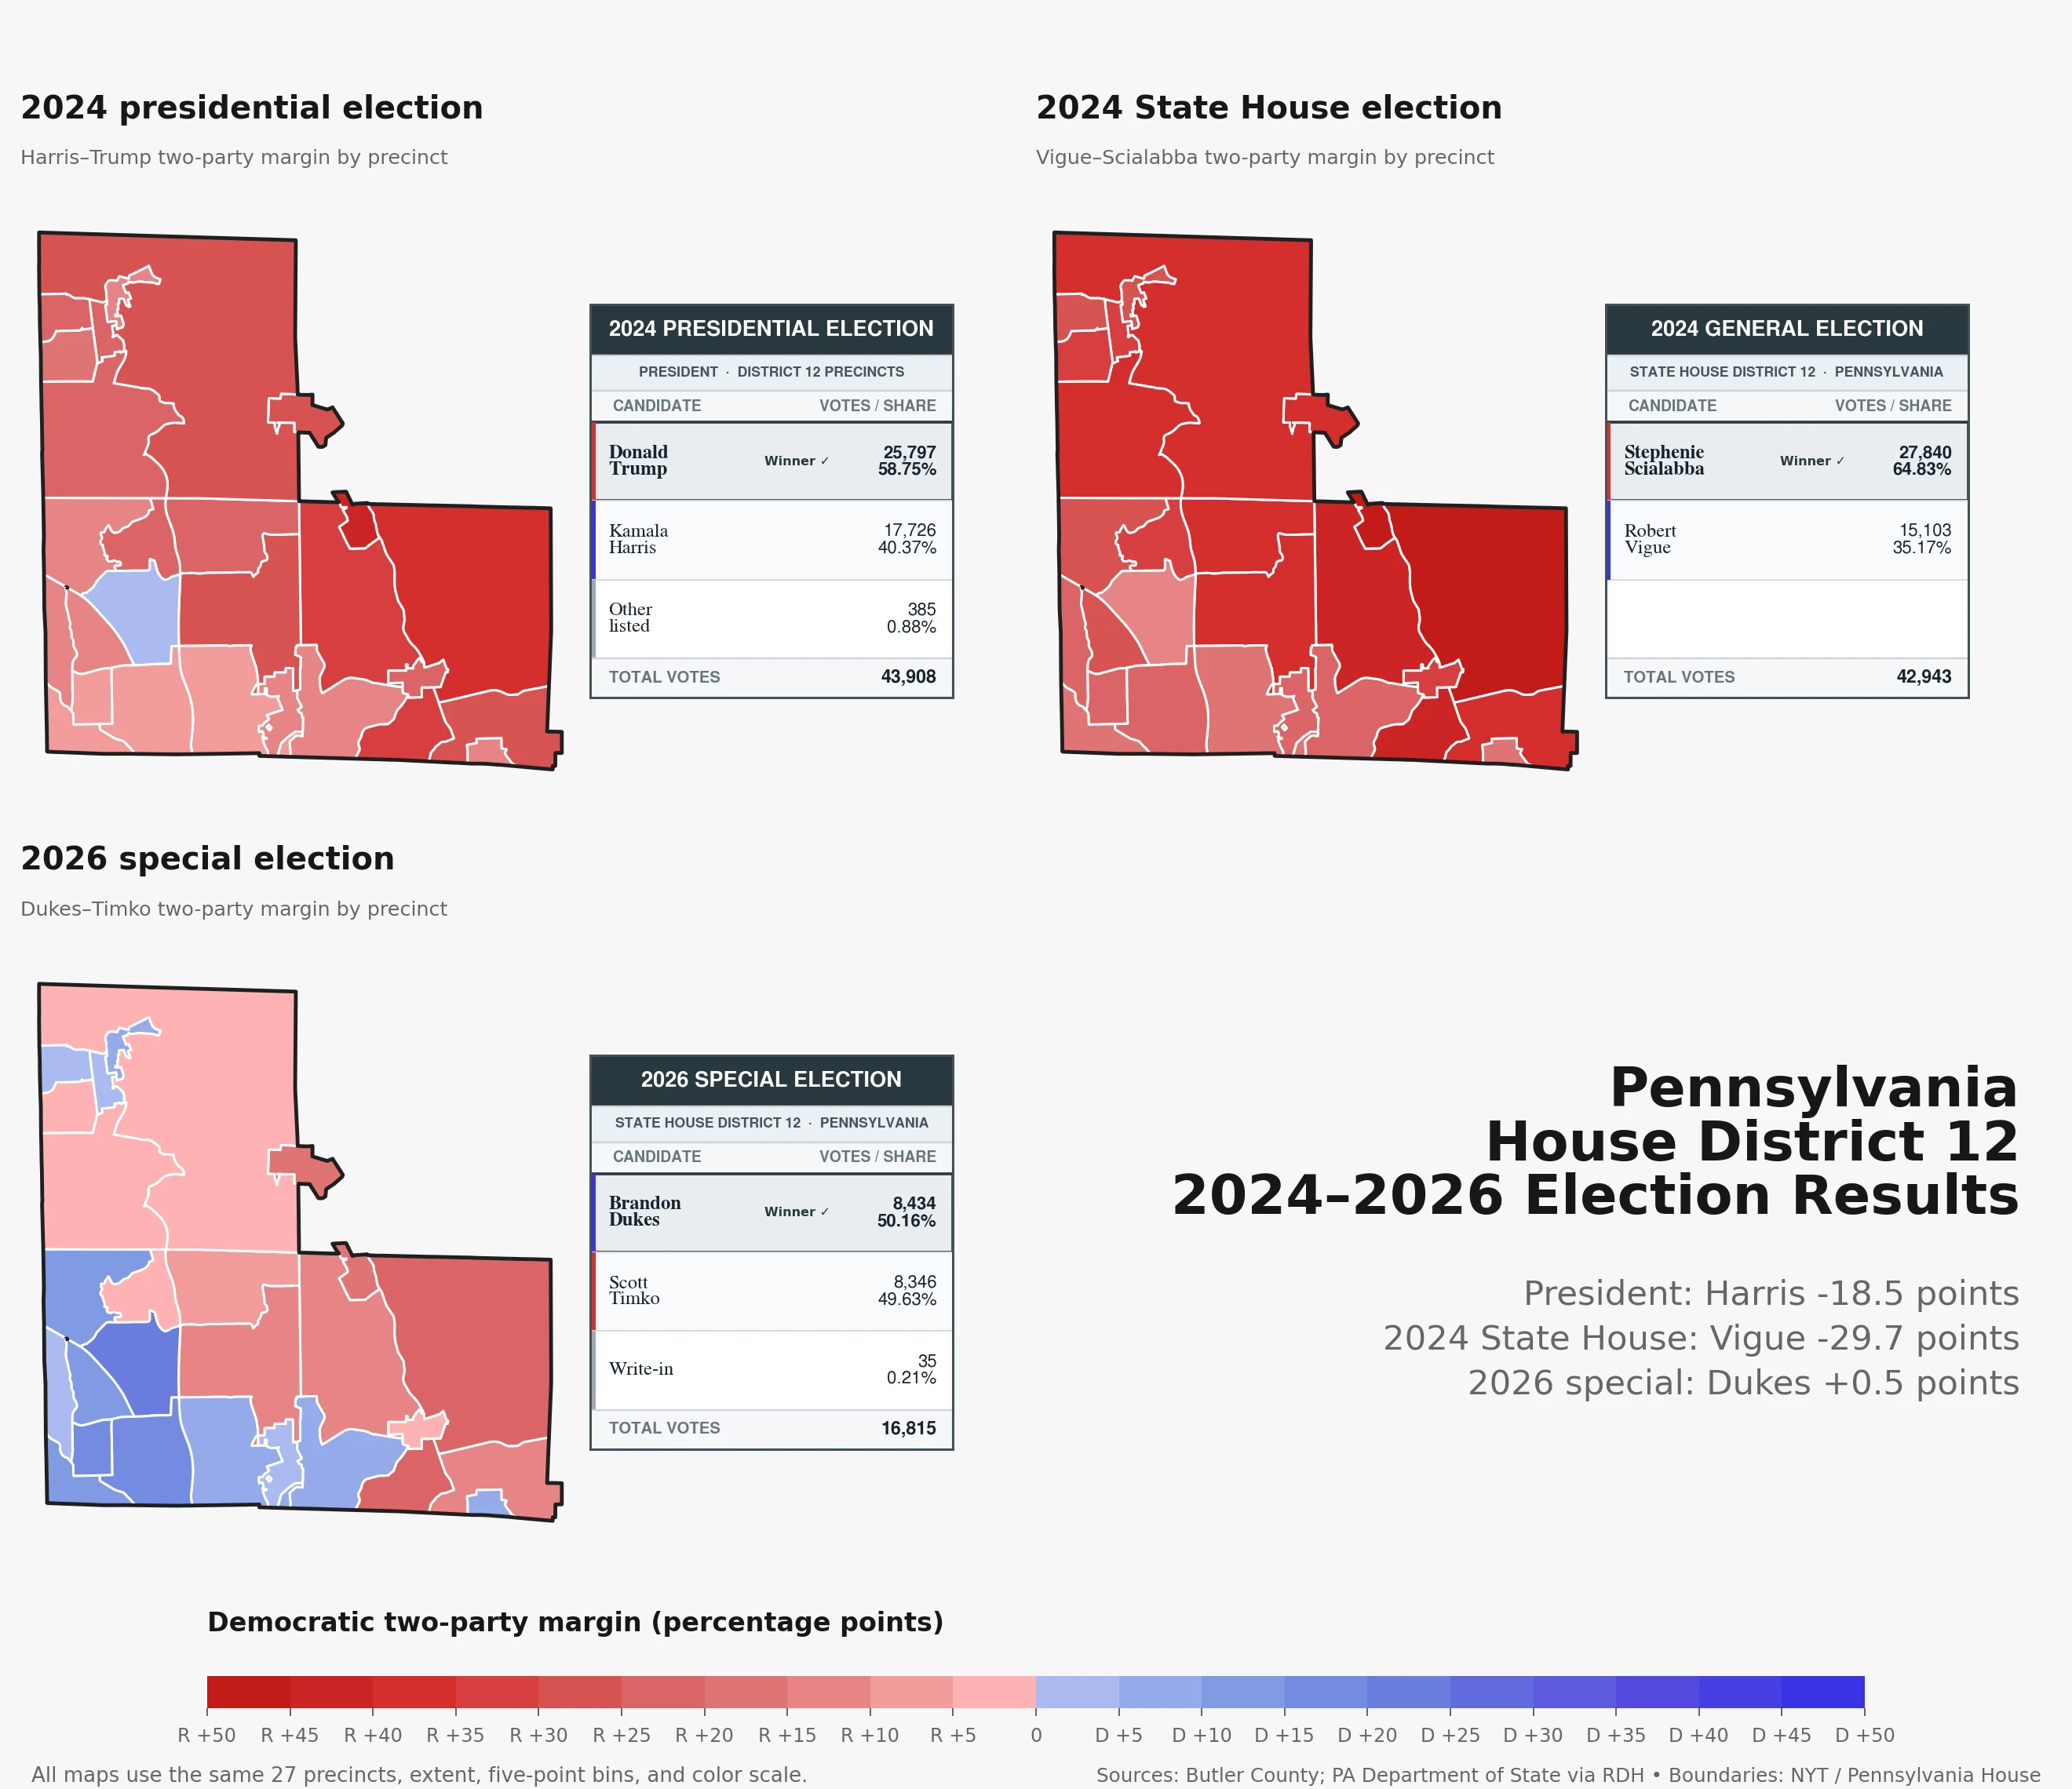 2024 presidential election
Harris–Trump two-party margin by precinct
2024 PRESIDENTIAL ELECTION
PRESIDENT · DISTRICT 12 PRECINCTS
CANDIDATE VOTES / SHARE
Donald Trump Winner ✓ 25,797 58.75%
Kamala Harris 17,726 40.37%
Other listed 385 0.88%
TOTAL VOTES 43,908
2024 State House election
Vigue–Scialabba two-party margin by precinct
2024 GENERAL ELECTION
STATE HOUSE DISTRICT 12 · PENNSYLVANIA
CANDIDATE VOTES / SHARE
Stephenie Scialabba Winner ✓ 27,840 64.83%
Robert Vigue 15,103 35.17%
TOTAL VOTES 42,943
2026 special election
Dukes–Timko two-party margin by precinct
2026 SPECIAL ELECTION
STATE HOUSE DISTRICT 12 · PENNSYLVANIA
CANDIDATE VOTES / SHARE
Brandon Dukes Winner ✓ 8,434 50.16%
Scott Timko 8,346 49.63%
Write-in 35 0.21%
TOTAL VOTES 16,815
Pennsylvania
House District 12
2024–2026 Election Results
President: Harris -18.5 points
2024 State House: Vigue -29.7 points
2026 special: Dukes +0.5 points
Democratic two-party margin (percentage points)
R +50 R +45 R +40 R +35 R +30 R +25 R +20 R +15 R +10 R +5 0 D +5 D +10 D +15 D +20 D +25 D +30 D +35 D +40 D +45 D +50
All maps use the same 27 precincts, extent, five-point bins, and color scale.
Sources: Butler County; PA Department of State via RDH • Boundaries: NYT / Pennsylvania House